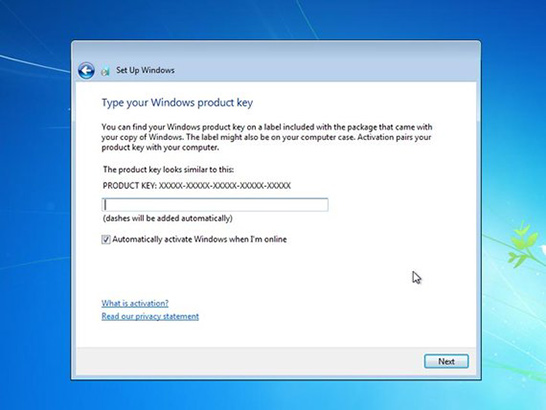 Set Up Windows
Type your Windows product key
You can find your Windows product key on a label included with the package that came with
your copy of Windows. The label might also be on your computer case. Activation pairs your
product key with your computer.
The product key looks similar to this:
PRODUCT KEY: XXXXX-XXXXX-XXXXX-XXXXX-XXXXX
(dashes will be added automatically)
Automatically activate Windows when I'm online
What is activation?
Read our privacy statement
Next